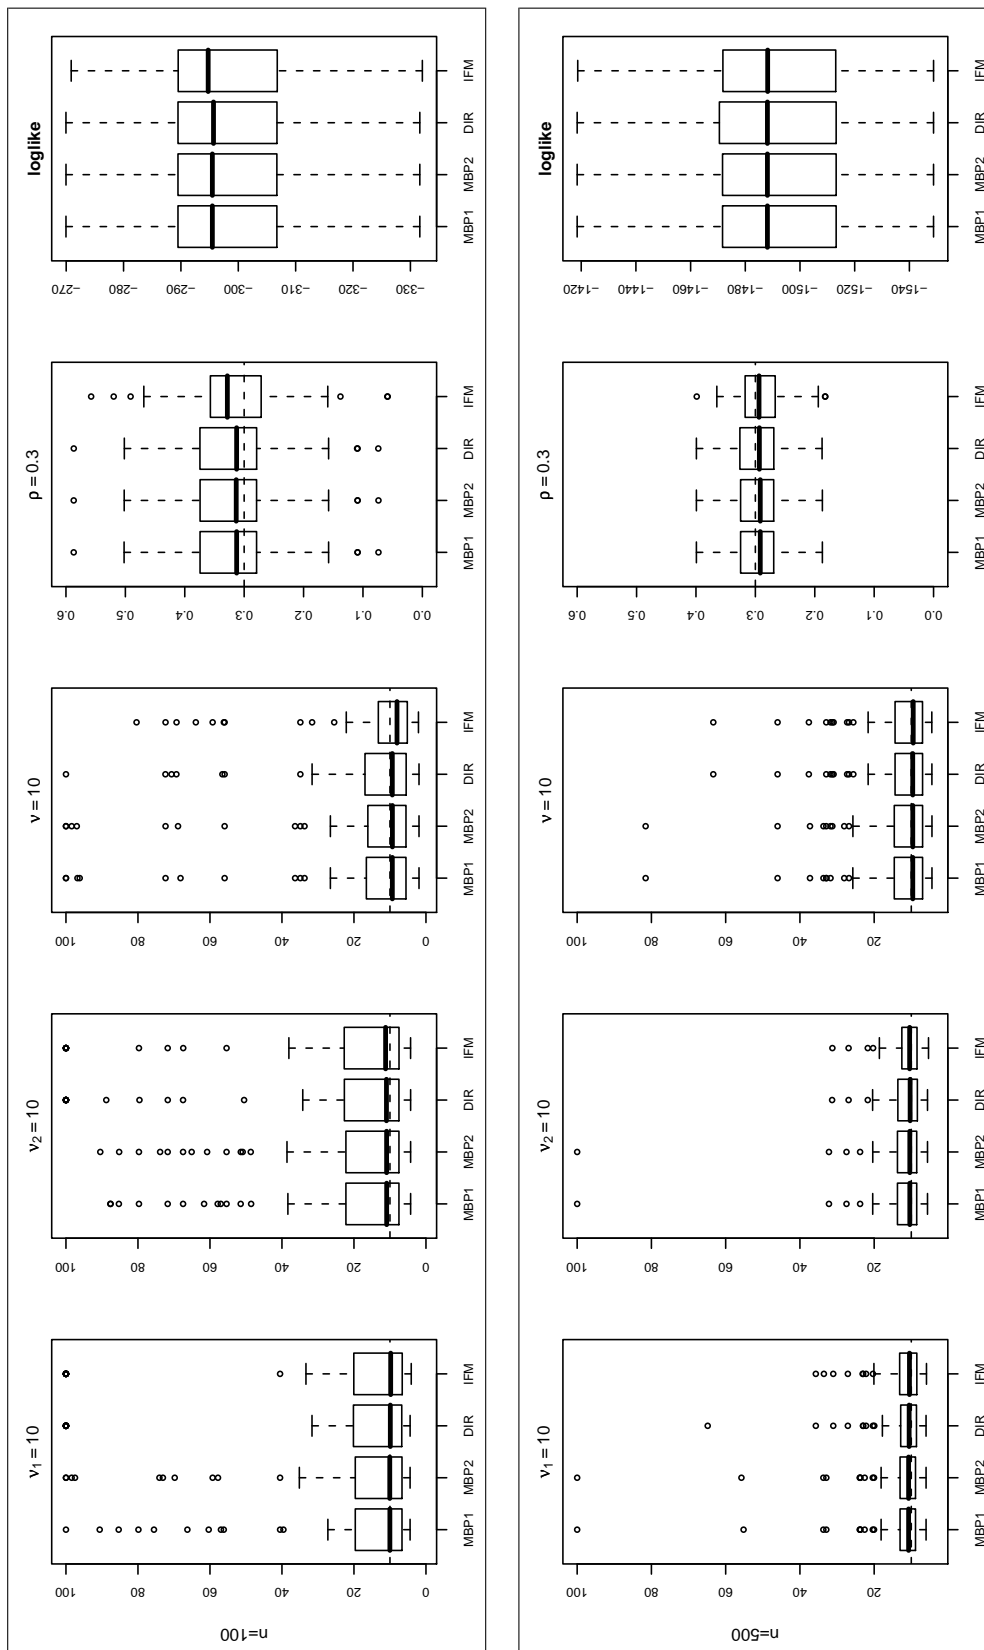 n=100
ν1 = 10
100
80
60
40
20
0
MBP1 MBP2 DIR IFM
ν2 = 10
100
80
60
40
20
0
MBP1 MBP2 DIR IFM
ν = 10
100
80
60
40
20
0
MBP1 MBP2 DIR IFM
ρ = 0.3
0.6
0.5
0.4
0.3
0.2
0.1
0.0
MBP1 MBP2 DIR IFM
loglike
−270
−280
−290
−300
−310
−320
−330
MBP1 MBP2 DIR IFM
n=500
ν1 = 10
100
80
60
40
20
MBP1 MBP2 DIR IFM
ν2 = 10
100
80
60
40
20
MBP1 MBP2 DIR IFM
ν = 10
100
80
60
40
20
MBP1 MBP2 DIR IFM
ρ = 0.3
0.6
0.5
0.4
0.3
0.2
0.1
0.0
MBP1 MBP2 DIR IFM
loglike
−1420
−1440
−1460
−1480
−1500
−1520
−1540
MBP1 MBP2 DIR IFM